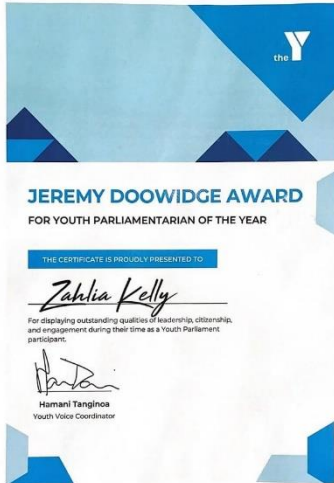 the Y
JEREMY DOOWIDGE AWARD
FOR YOUTH PARLIAMENTARIAN OF THE YEAR
THE CERTIFICATE IS PROUDLY PRESENTED TO
Zahlia Kelly
For displaying outstanding qualities of leadership, citizenship,
and engagement during their time as a Youth Parliament
participant.
Hamani Tanginoa
Youth Voice Coordinator